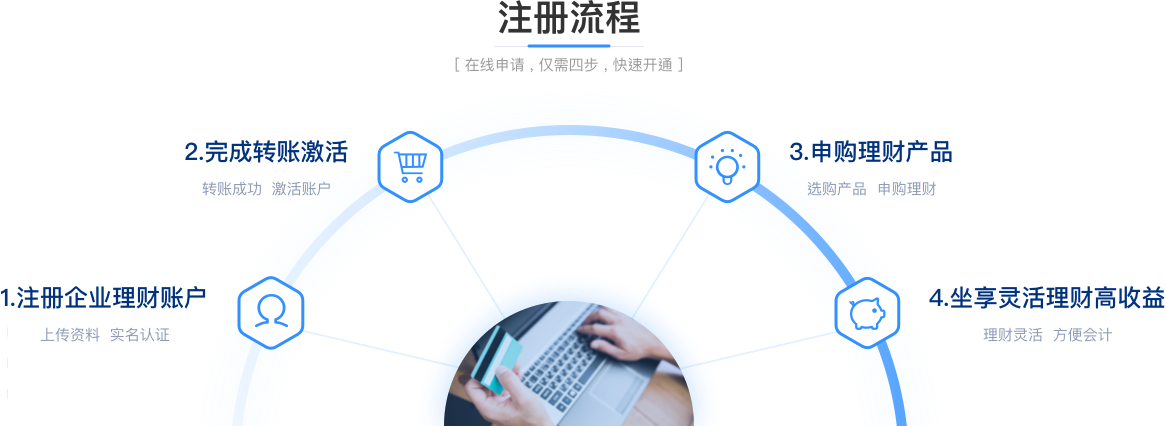 注册流程
[ 在线申请 , 仅需四步 , 快速开通 ]
2.完成转账激活
转账成功 激活账户
3.申购理财产品
选购产品 申购理财
1.注册企业理财账户
上传资料 实名认证
4.坐享灵活理财高收益
理财灵活 方便会计